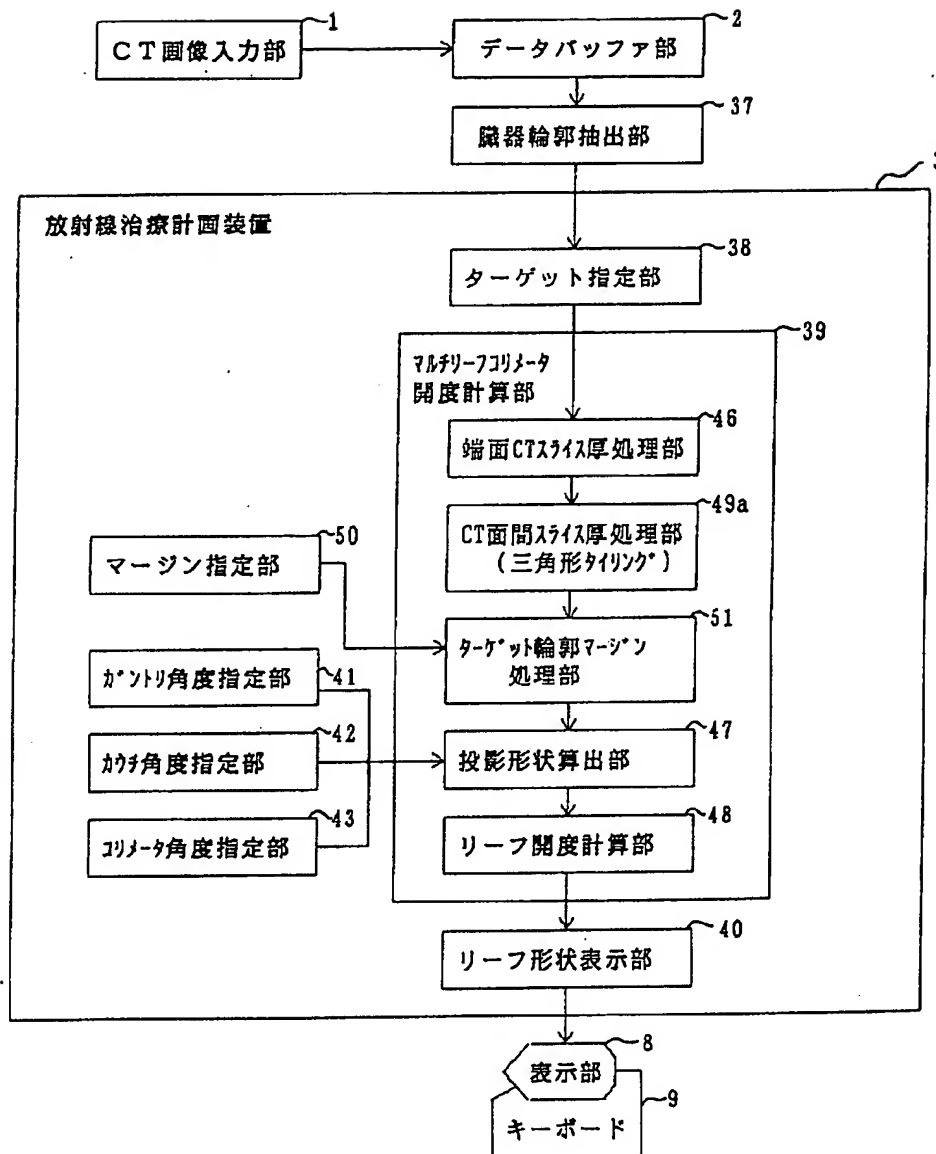 1
CT画像入力部
2
データバッファ部
37
臓器輪郭抽出部
放射線治療計面装置
38
ターゲット指定部
39
マルチリーフコリメータ
開度計算部
46
端面CTスライス厚処理部
49a
CT面間スライス厚処理部
(三角形タイリング)
50
マージン指定部
51
ターゲット輪郭マージン
処理部
41
ガントリ角度指定部
42
カウチ角度指定部
47
投影形状算出部
43
コリメータ角度指定部
48
リーフ開度計算部
40
リーフ形状表示部
8
表示部
9
キーボード